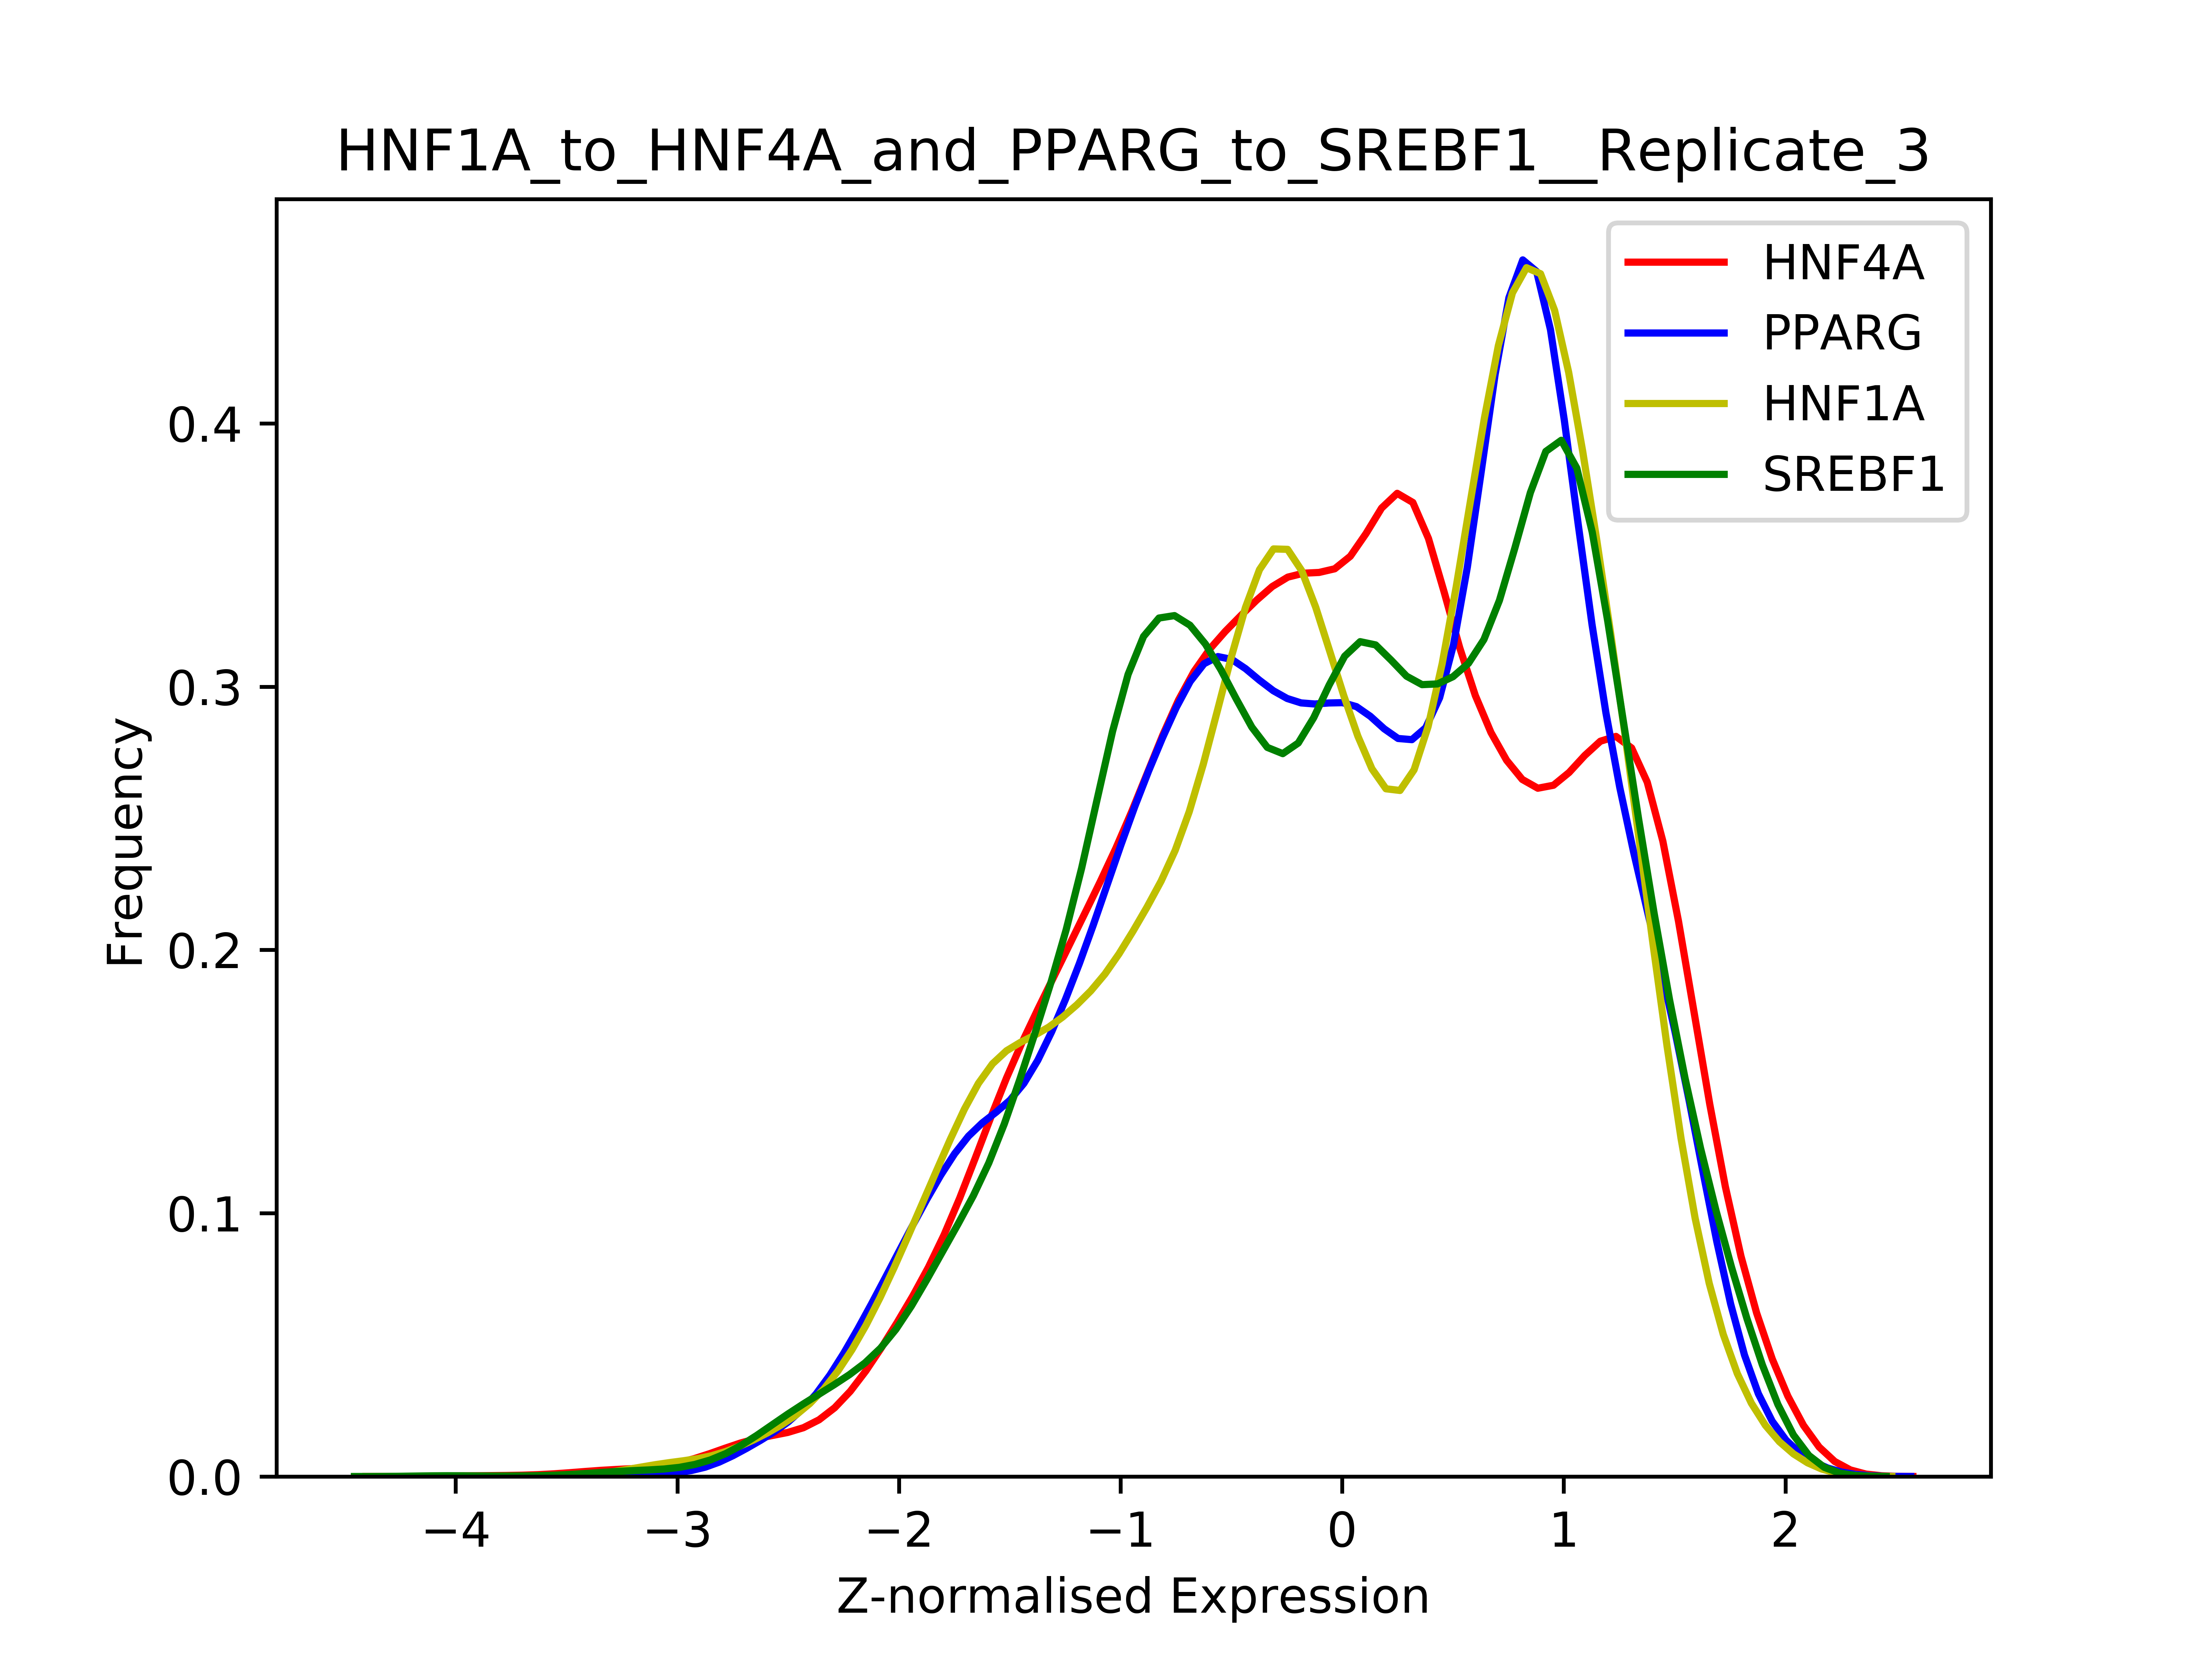 HNF1A_to_HNF4A_and_PPARG_to_SREBF1__Replicate_3
HNF4A
PPARG
HNF1A
SREBF1
Frequency
0.4
0.3
0.2
0.1
0.0
−4 −3 −2 −1 0 1 2
Z-normalised Expression